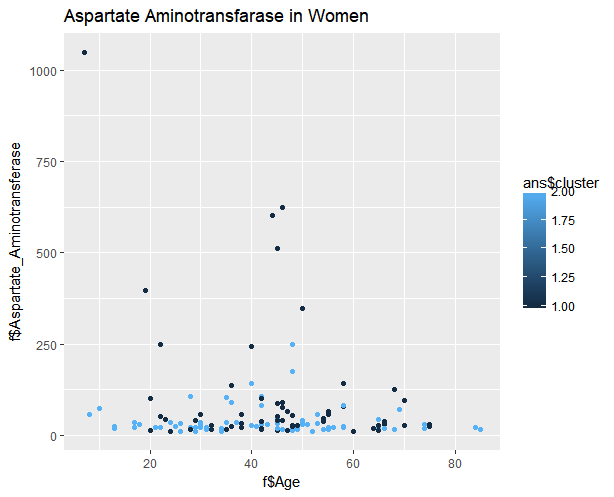 Aspartate Aminotransfarase in Women
f$Aspartate_Aminotransferase
1000
750
500
250
0
20 40 60 80
f$Age
ans$cluster
2.00
1.75
1.50
1.25
1.00